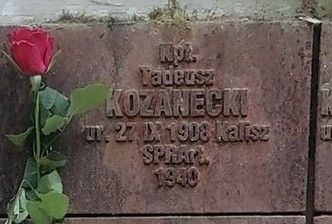 Kpt.
Tadeusz
KOZANECKI
ur. 27 IX 1908 Kalisz
SPRArt.
1940